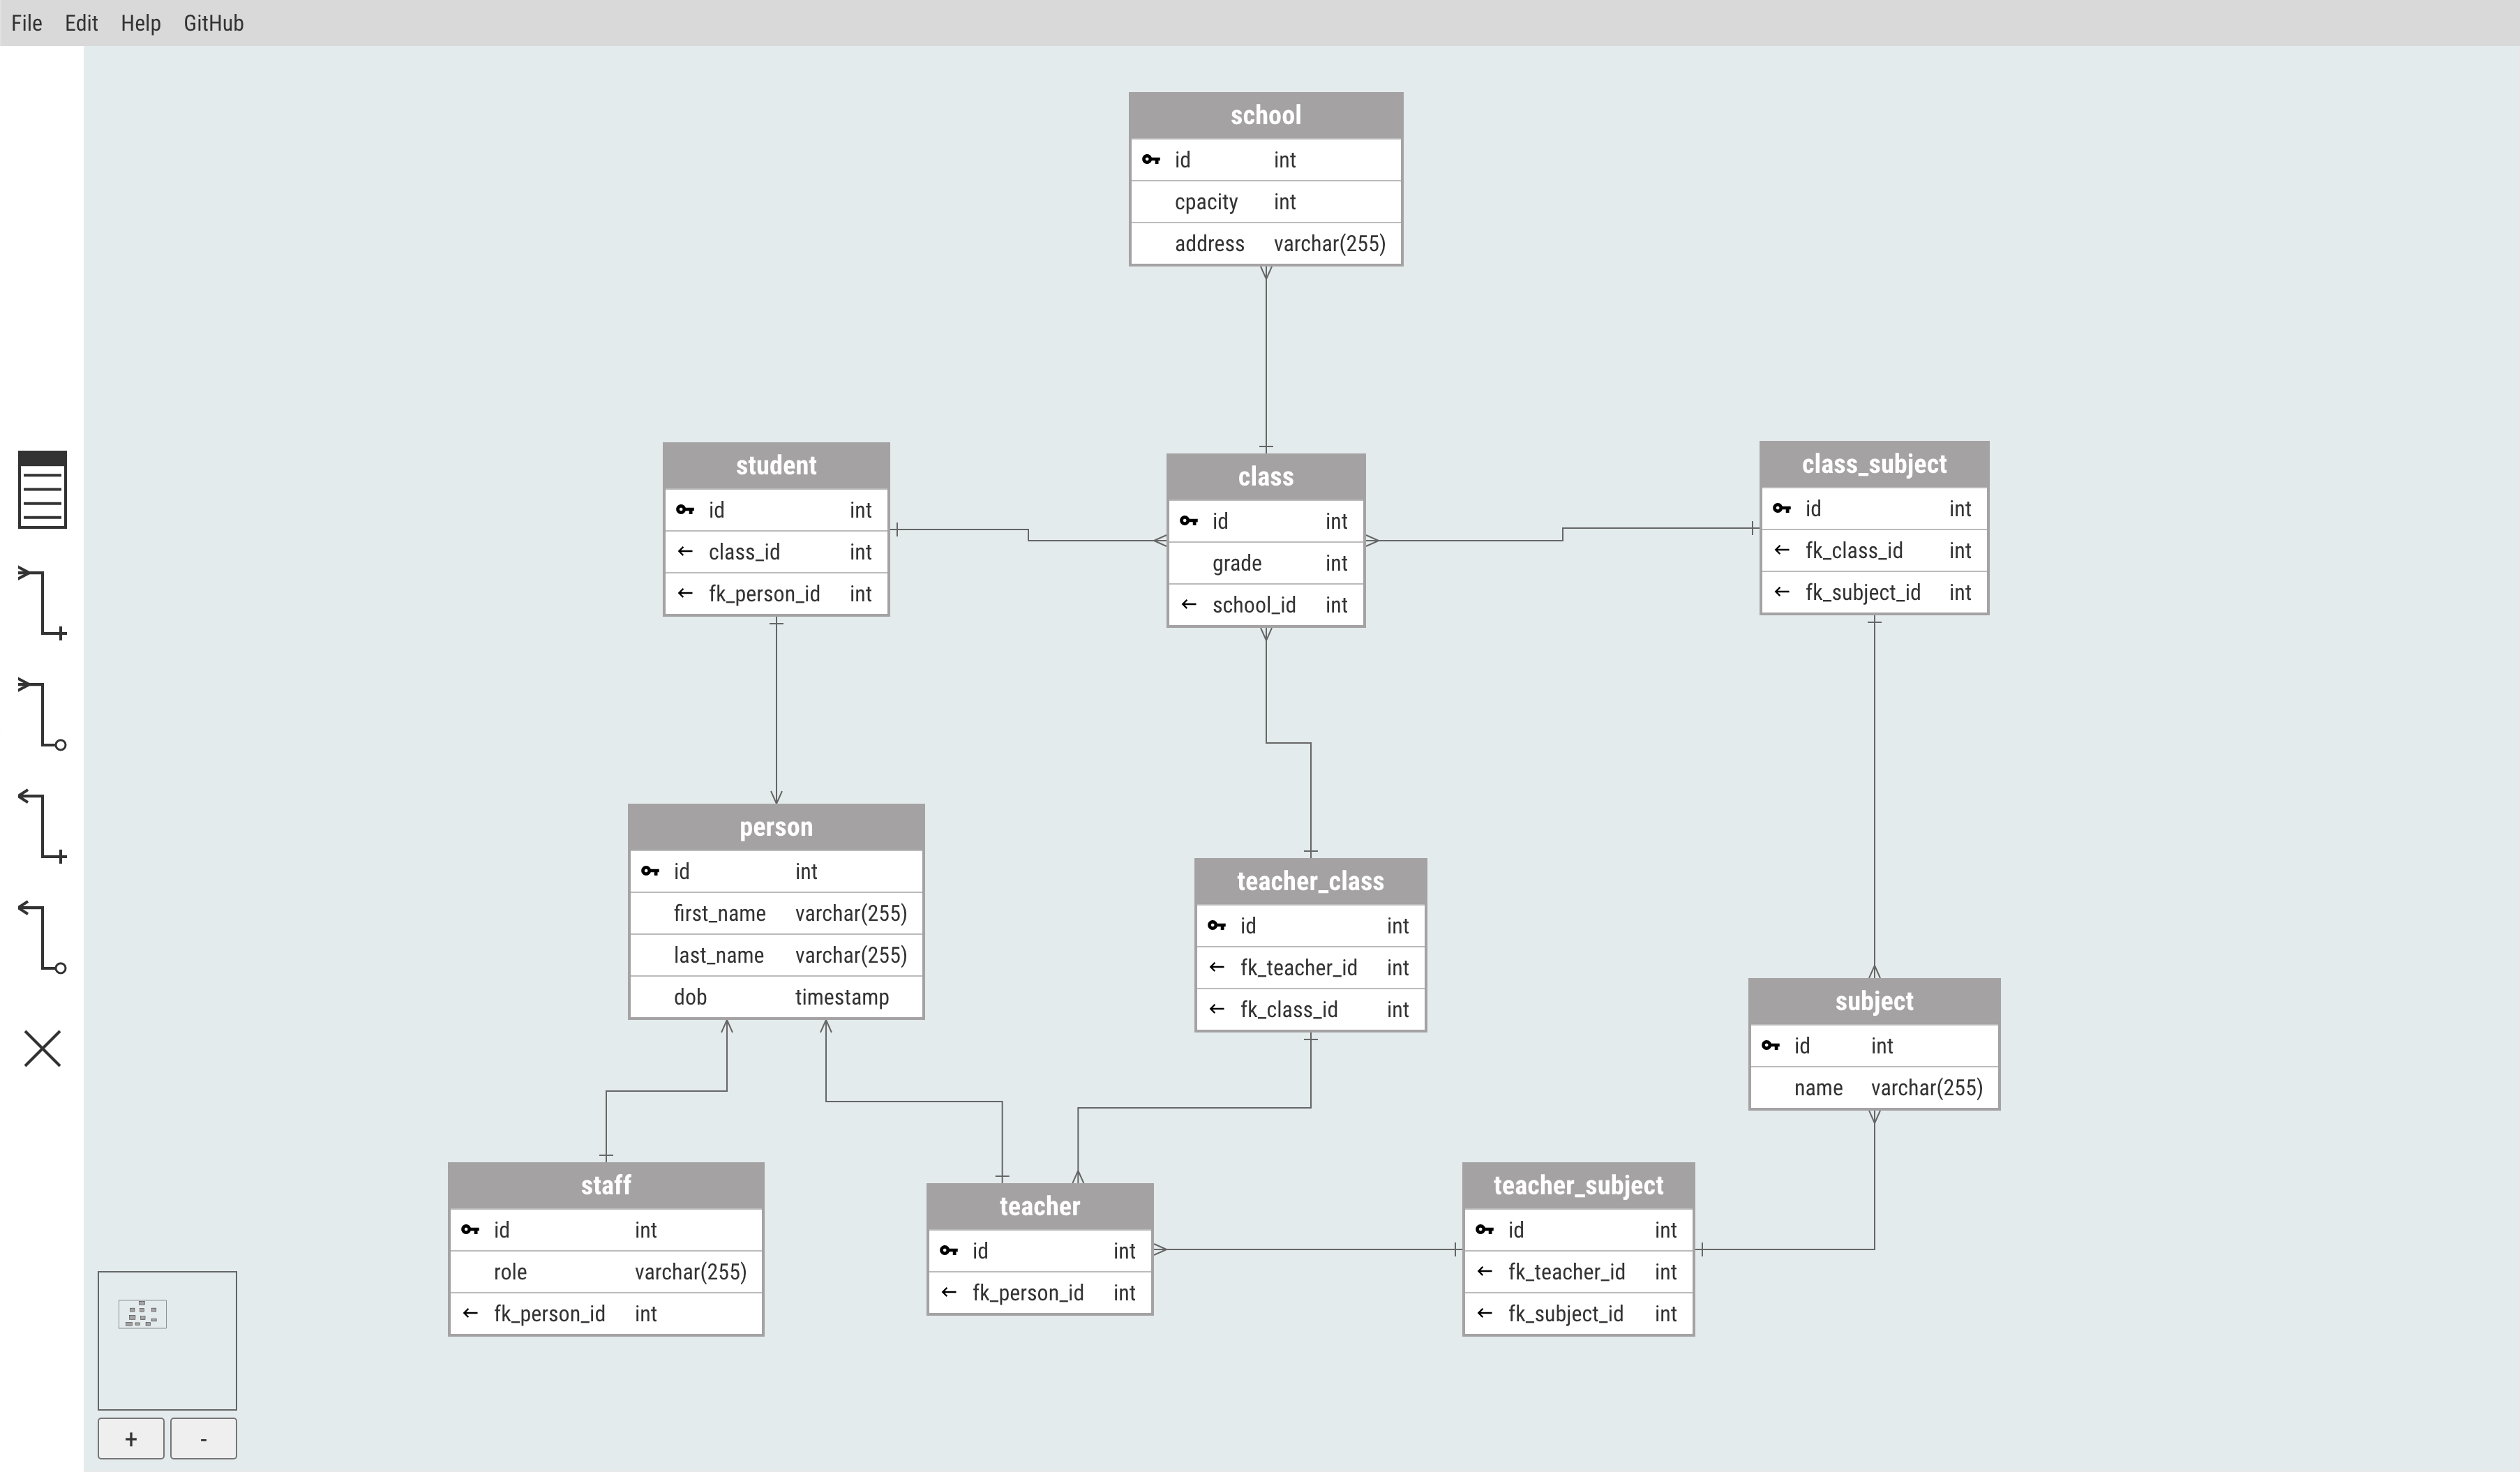 File Edit Help GitHub
school
id int
cpacity int
address varchar(255)
student
id int
class_id int
fk_person_id int
class
id int
grade int
school_id int
class_subject
id int
fk_class_id int
fk_subject_id int
person
id int
first_name varchar(255)
last_name varchar(255)
dob timestamp
teacher_class
id int
fk_teacher_id int
fk_class_id int
subject
id int
name varchar(255)
staff
id int
role varchar(255)
fk_person_id int
teacher
id int
fk_person_id int
teacher_subject
id int
fk_teacher_id int
fk_subject_id int
+ -